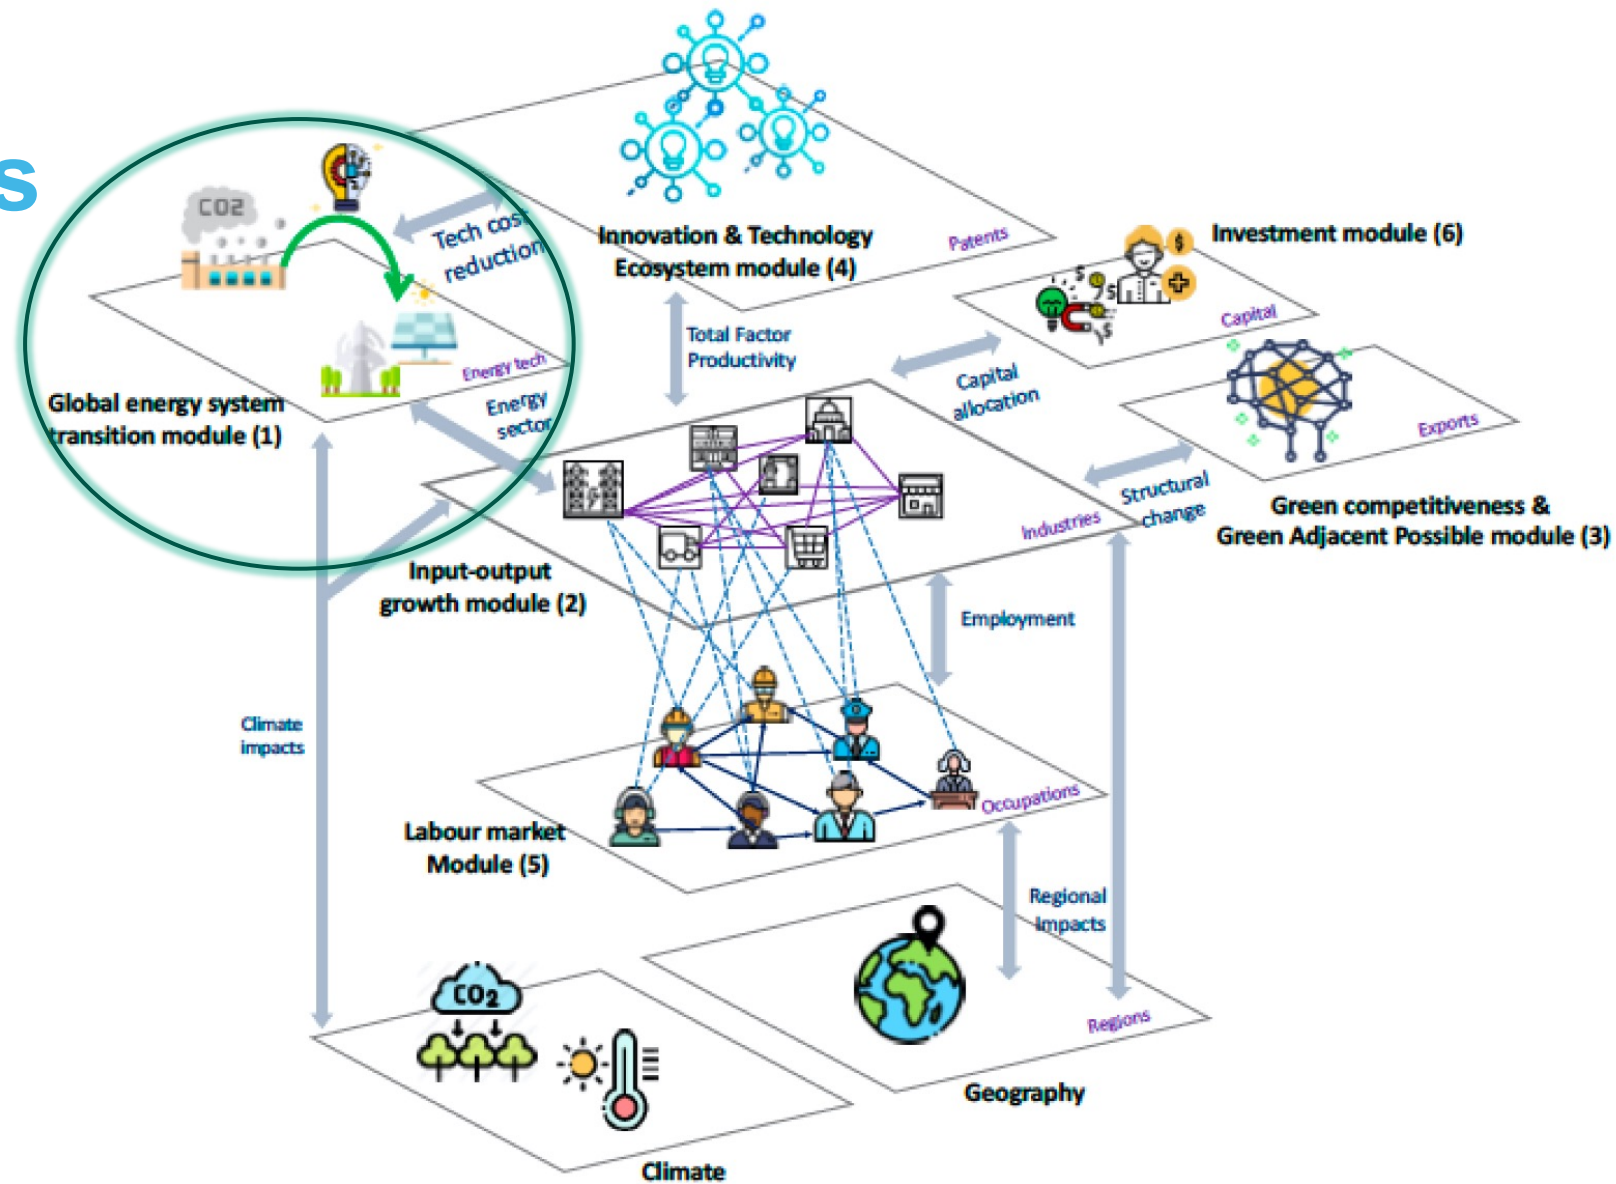 s
CO2
Tech cost
reduction
Innovation & Technology
Ecosystem module (4)
Patents
Investment module (6)
$
$
$
$
Capital
Energy tech
Global energy system
transition module (1)
Energy
sector
Total Factor
Productivity
Capital
allocation
Exports
Structural
change
Green competitiveness &
Green Adjacent Possible module (3)
Industries
Input-output
growth module (2)
Employment
Climate
impacts
Occupations
Labour market
Module (5)
Regional
Impacts
CO2
Regions
Geography
Climate